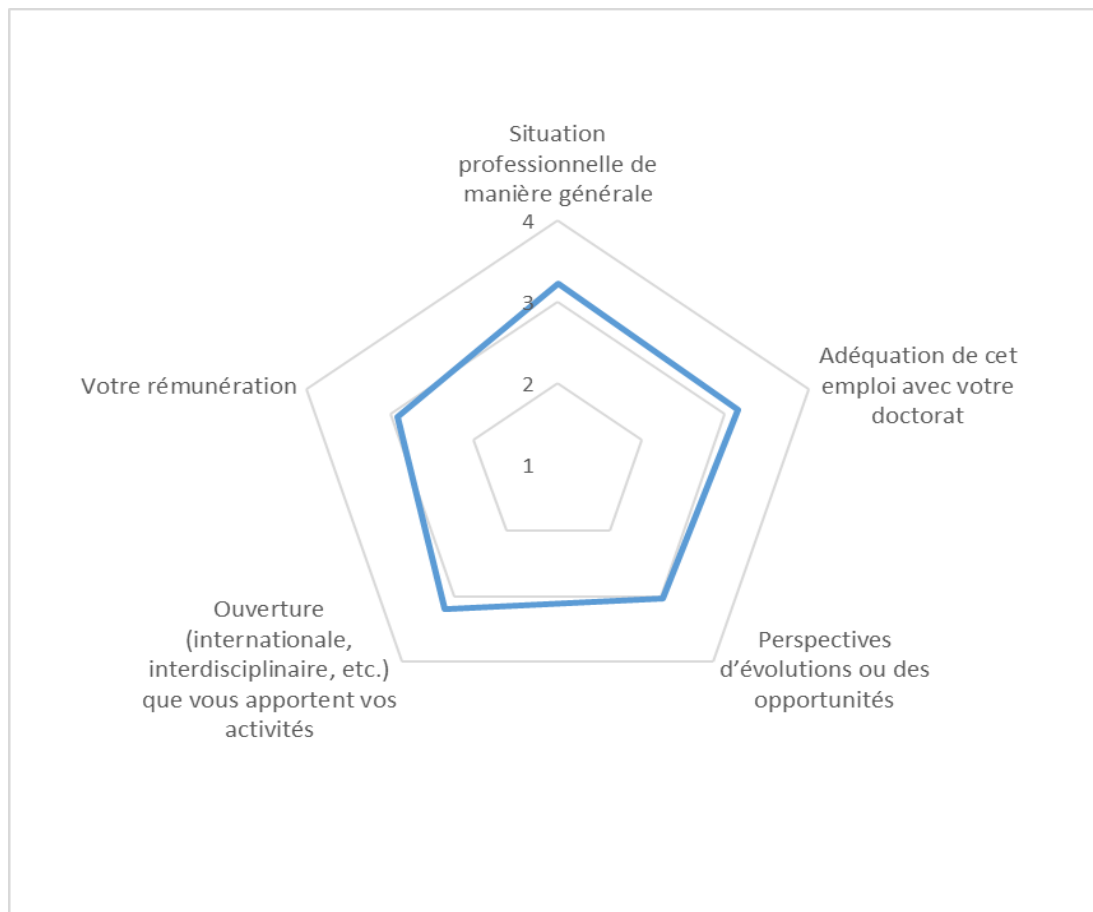 Situation
professionnelle de
manière générale
4
3
2
1
Adéquation de cet
emploi avec votre
doctorat
Perspectives
d’évolutions ou des
opportunités
Ouverture
(internationale,
interdisciplinaire, etc.)
que vous apportent vos
activités
Votre rémunération